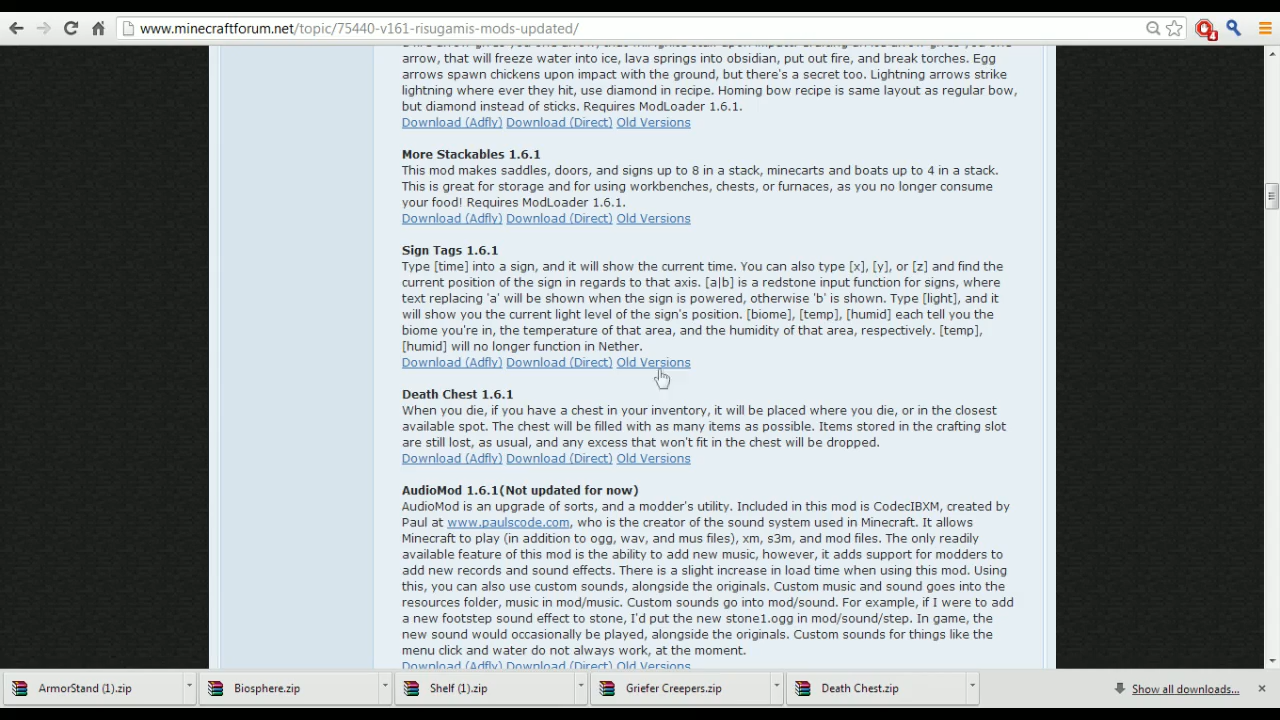 www.minecraftforum.net/topic/75440-v161-risugamis-mods-updated/
4
arrow, that will freeze water into ice, lava springs into obsidian, put out fire, and break torches. Egg
arrows spawn chickens upon impact with the ground, but there's a secret too. Lightning arrows strike
lightning where ever they hit, use diamond in recipe. Homing bow recipe is same layout as regular bow,
but diamond instead of sticks. Requires ModLoader 1.6.1.
Download (Adfly) Download (Direct) Old Versions
More Stackables 1.6.1
This mod makes saddles, doors, and signs up to 8 in a stack, minecarts and boats up to 4 in a stack.
This is great for storage and for using workbenches, chests, or furnaces, as you no longer consume
your food! Requires ModLoader 1.6.1.
Download (Adfly) Download (Direct) Old Versions
Sign Tags 1.6.1
Type [time] into a sign, and it will show the current time. You can also type [x], [y], or [z] and find the
current position of the sign in regards to that axis. [a|b] is a redstone input function for signs, where
text replacing 'a' will be shown when the sign is powered, otherwise 'b' is shown. Type [light], and it
will show you the current light level of the sign's position. [biome], [temp], [humid] each tell you the
biome you're in, the temperature of that area, and the humidity of that area, respectively. [temp],
[humid] will no longer function in Nether.
Download (Adfly) Download (Direct) Old Versions
Death Chest 1.6.1
When you die, if you have a chest in your inventory, it will be placed where you die, or in the closest
available spot. The chest will be filled with as many items as possible. Items stored in the crafting slot
are still lost, as usual, and any excess that won't fit in the chest will be dropped.
Download (Adfly) Download (Direct) Old Versions
AudioMod 1.6.1(Not updated for now)
AudioMod is an upgrade of sorts, and a modder's utility. Included in this mod is CodecIBXM, created by
Paul at www.paulscode.com, who is the creator of the sound system used in Minecraft. It allows
Minecraft to play (in addition to ogg, wav, and mus files), xm, s3m, and mod files. The only readily
available feature of this mod is the ability to add new music, however, it adds support for modders to
add new records and sound effects. There is a slight increase in load time when using this mod. Using
this, you can also use custom sounds, alongside the originals. Custom music and sound goes into the
resources folder, music in mod/music. Custom sounds go into mod/sound. For example, if I were to add
a new footstep sound effect to stone, I'd put the new stone1.ogg in mod/sound/step. In game, the
new sound would occasionally be played, alongside the originals. Custom sounds for things like the
menu click and water do not always work, at the moment.
Download (Adfly) Download (Direct) Old Versions
ArmorStand (1).zip
Biosphere.zip
Shelf (1).zip
Griefer Creepers.zip
Death Chest.zip
Show all downloads...